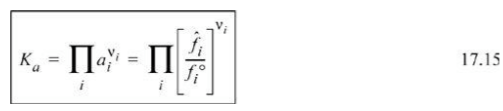 K_a = ∏_i a_i^{ν_i} = ∏_i [f̂_i / f_i°]^{ν_i} 17.15